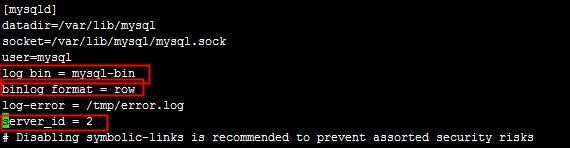 [mysqld]
datadir=/var/lib/mysql
socket=/var/lib/mysql/mysql.sock
user=mysql
log_bin = mysql-bin
binlog_format = row
log-error = /tmp/error.log
server_id = 2
# Disabling symbolic-links is recommended to prevent assorted security risks